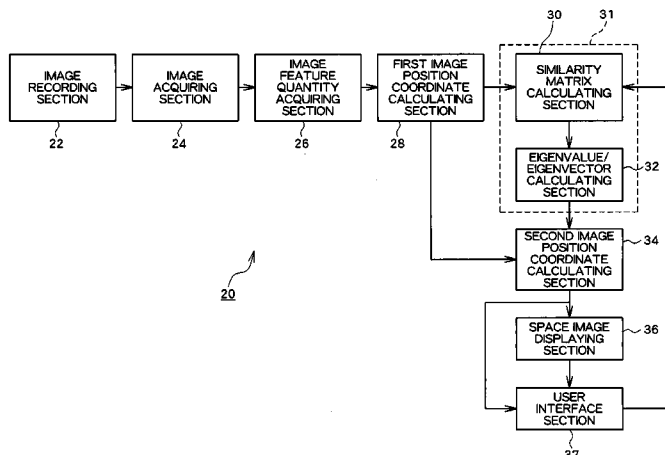 30
31
IMAGE
RECORDING
SECTION
22
IMAGE
ACQUIRING
SECTION
24
IMAGE
FEATURE
QUANTITY
ACQUIRING
SECTION
26
FIRST IMAGE
POSITION
COORDINATE
CALCULATING
SECTION
28
SIMILARITY
MATRIX
CALCULATING
SECTION
EIGENVALUE/
EIGENVECTOR
CALCULATING
SECTION
32
SECOND IMAGE
POSITION
COORDINATE
CALCULATING
SECTION
34
20
SPACE IMAGE
DISPLAYING
SECTION
36
USER
INTERFACE
SECTION
37